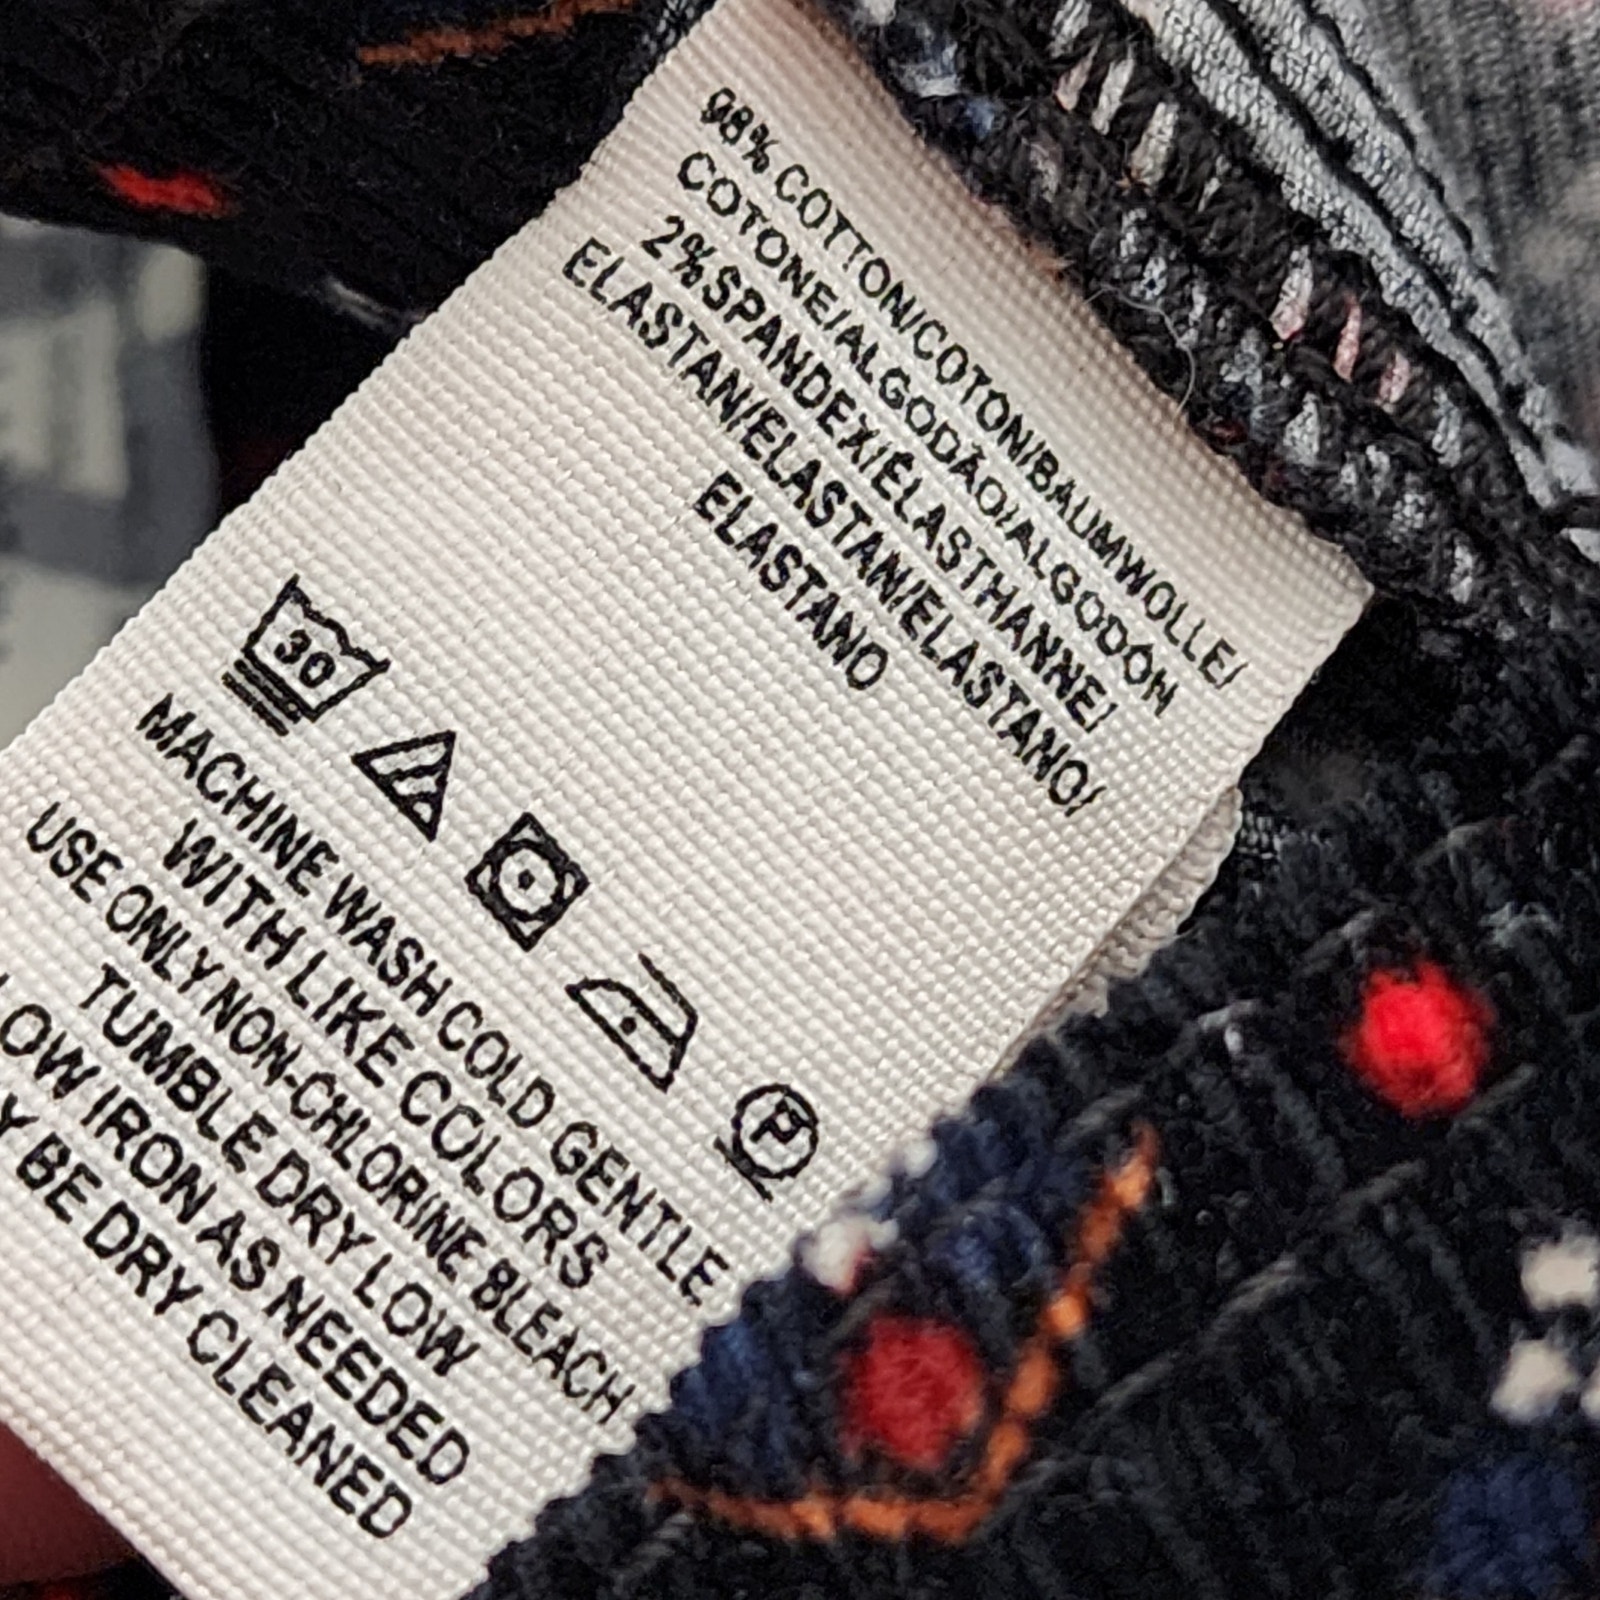 98% COTTON/COTON/BAUMWOLLE/
COTONE/ALGODÃO/ALGODÓN
2%SPANDEX/ÉLASTHANNE/
ELASTAN/ELASTAN/ELASTANO/
ELASTANO
30
P
MACHINE WASH COLD GENTLE
WITH LIKE COLORS
USE ONLY NON-CHLORINE BLEACH
TUMBLE DRY LOW
LOW IRON AS NEEDED
BE DRY CLEANED